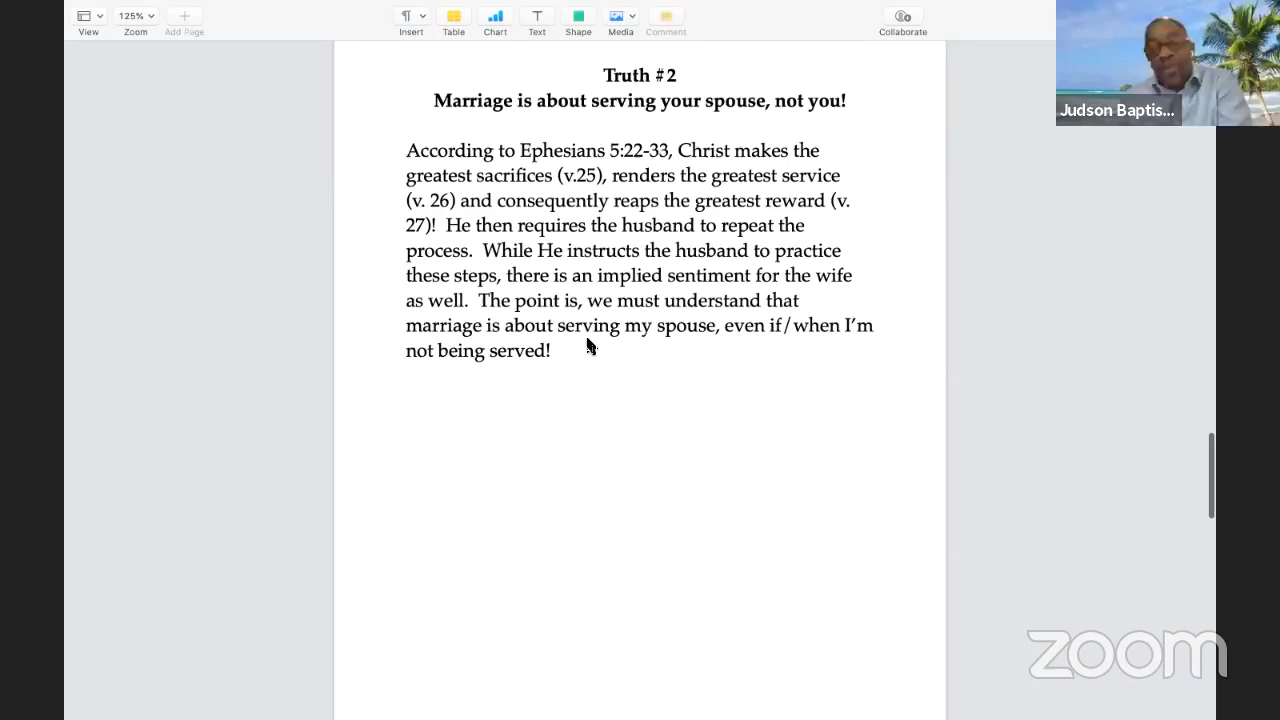 View
125%
Zoom
Add Page
Insert
Table
Chart
Text
Shape
Media
Comment
Collaborate
Judson Baptis...
Truth #2
Marriage is about serving your spouse, not you!
According to Ephesians 5:22-33, Christ makes the
greatest sacrifices (v.25), renders the greatest service
(v. 26) and consequently reaps the greatest reward (v.
27)!  He then requires the husband to repeat the
process.  While He instructs the husband to practice
these steps, there is an implied sentiment for the wife
as well.  The point is, we must understand that
marriage is about serving my spouse, even if/when I’m
not being served!
zoom